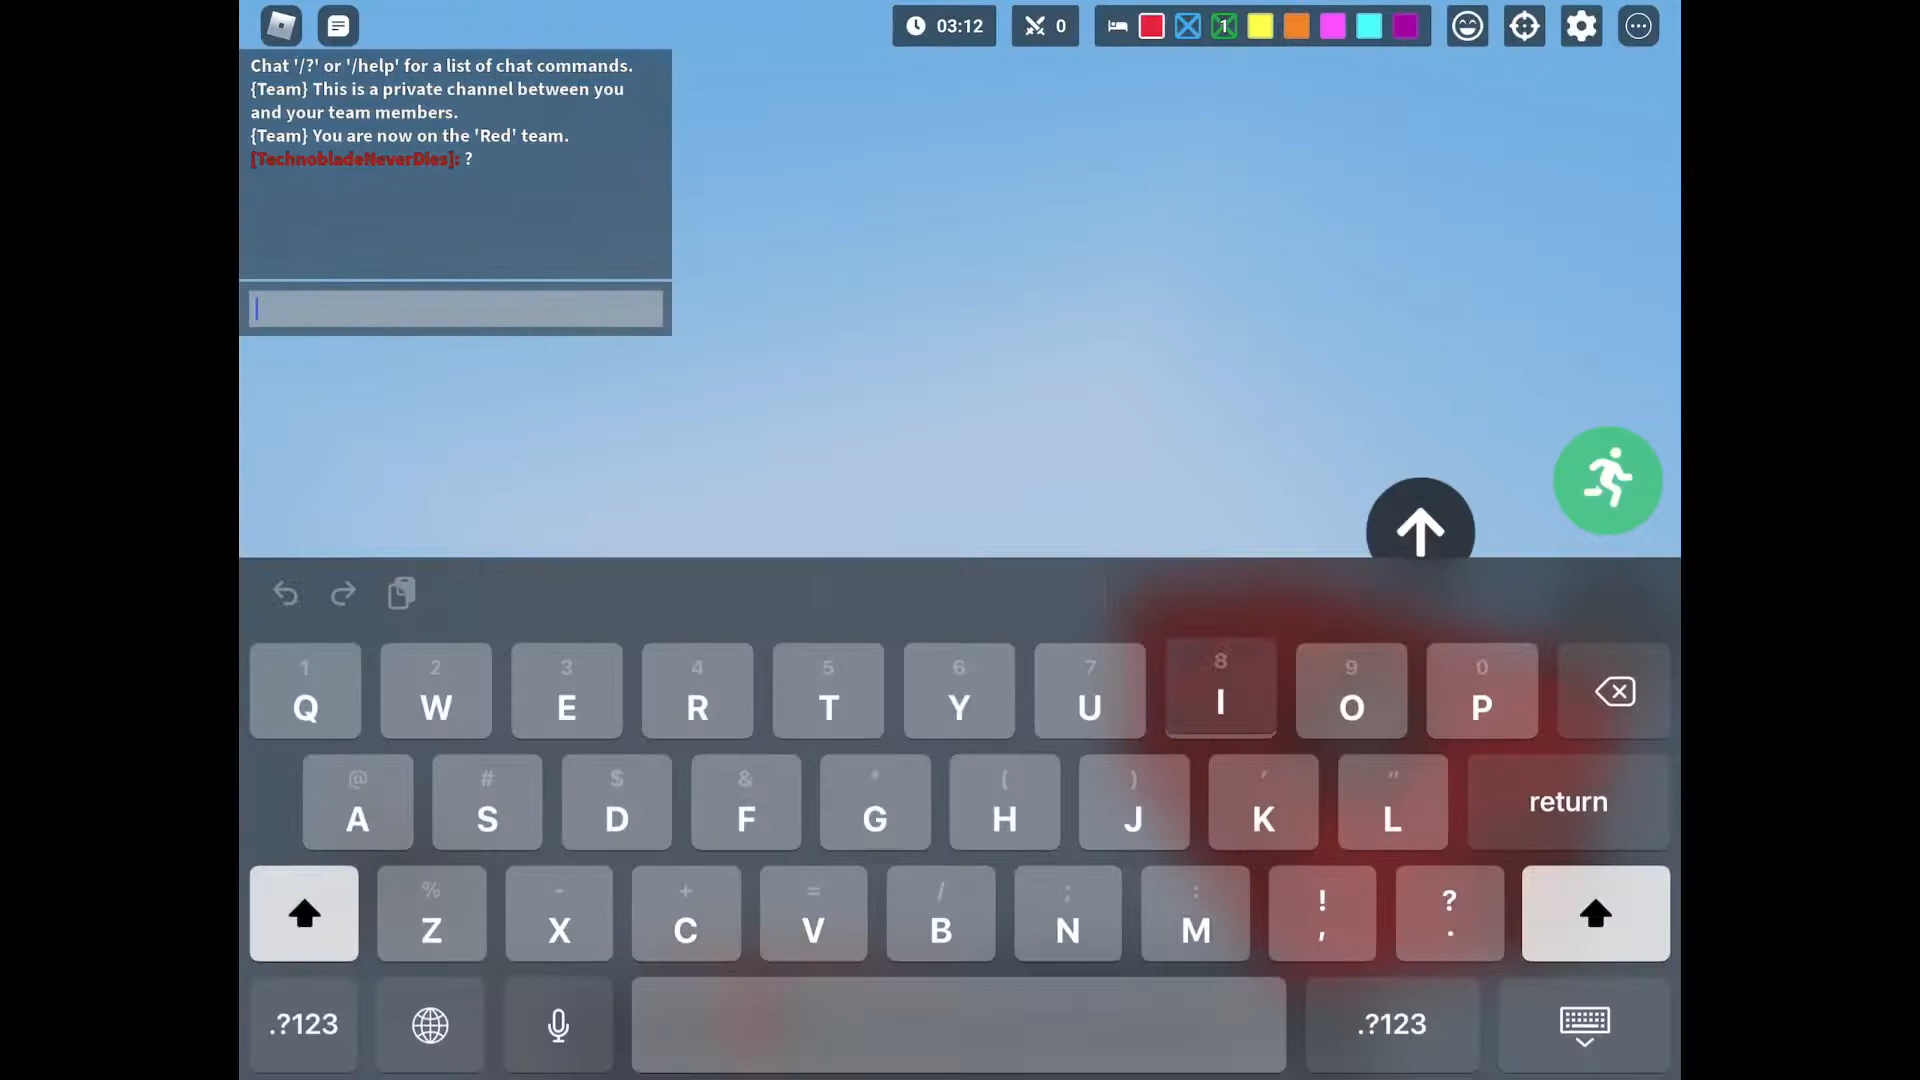 03:12
0
1
Chat '/?' or '/help' for a list of chat commands.
{Team} This is a private channel between you
and your team members.
{Team} You are now on the 'Red' team.
[TechnobladeNeverDies]: ?
1 2 3 4 5 6 7 8 9 0
Q W E R T Y U I O P
@ # $ & * ( ) ' "
A S D F G H J K L return
% - + = / ; : ! ?
Z X C V B N M , .
.?123 .?123